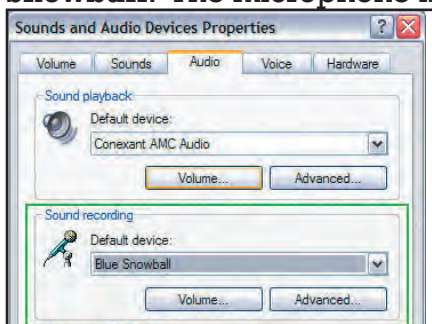 Sounds and Audio Devices Properties
Volume Sounds Audio Voice Hardware
Sound playback
Default device:
Conexant AMC Audio
Volume... Advanced...
Sound recording
Default device:
Blue Snowball
Volume... Advanced...